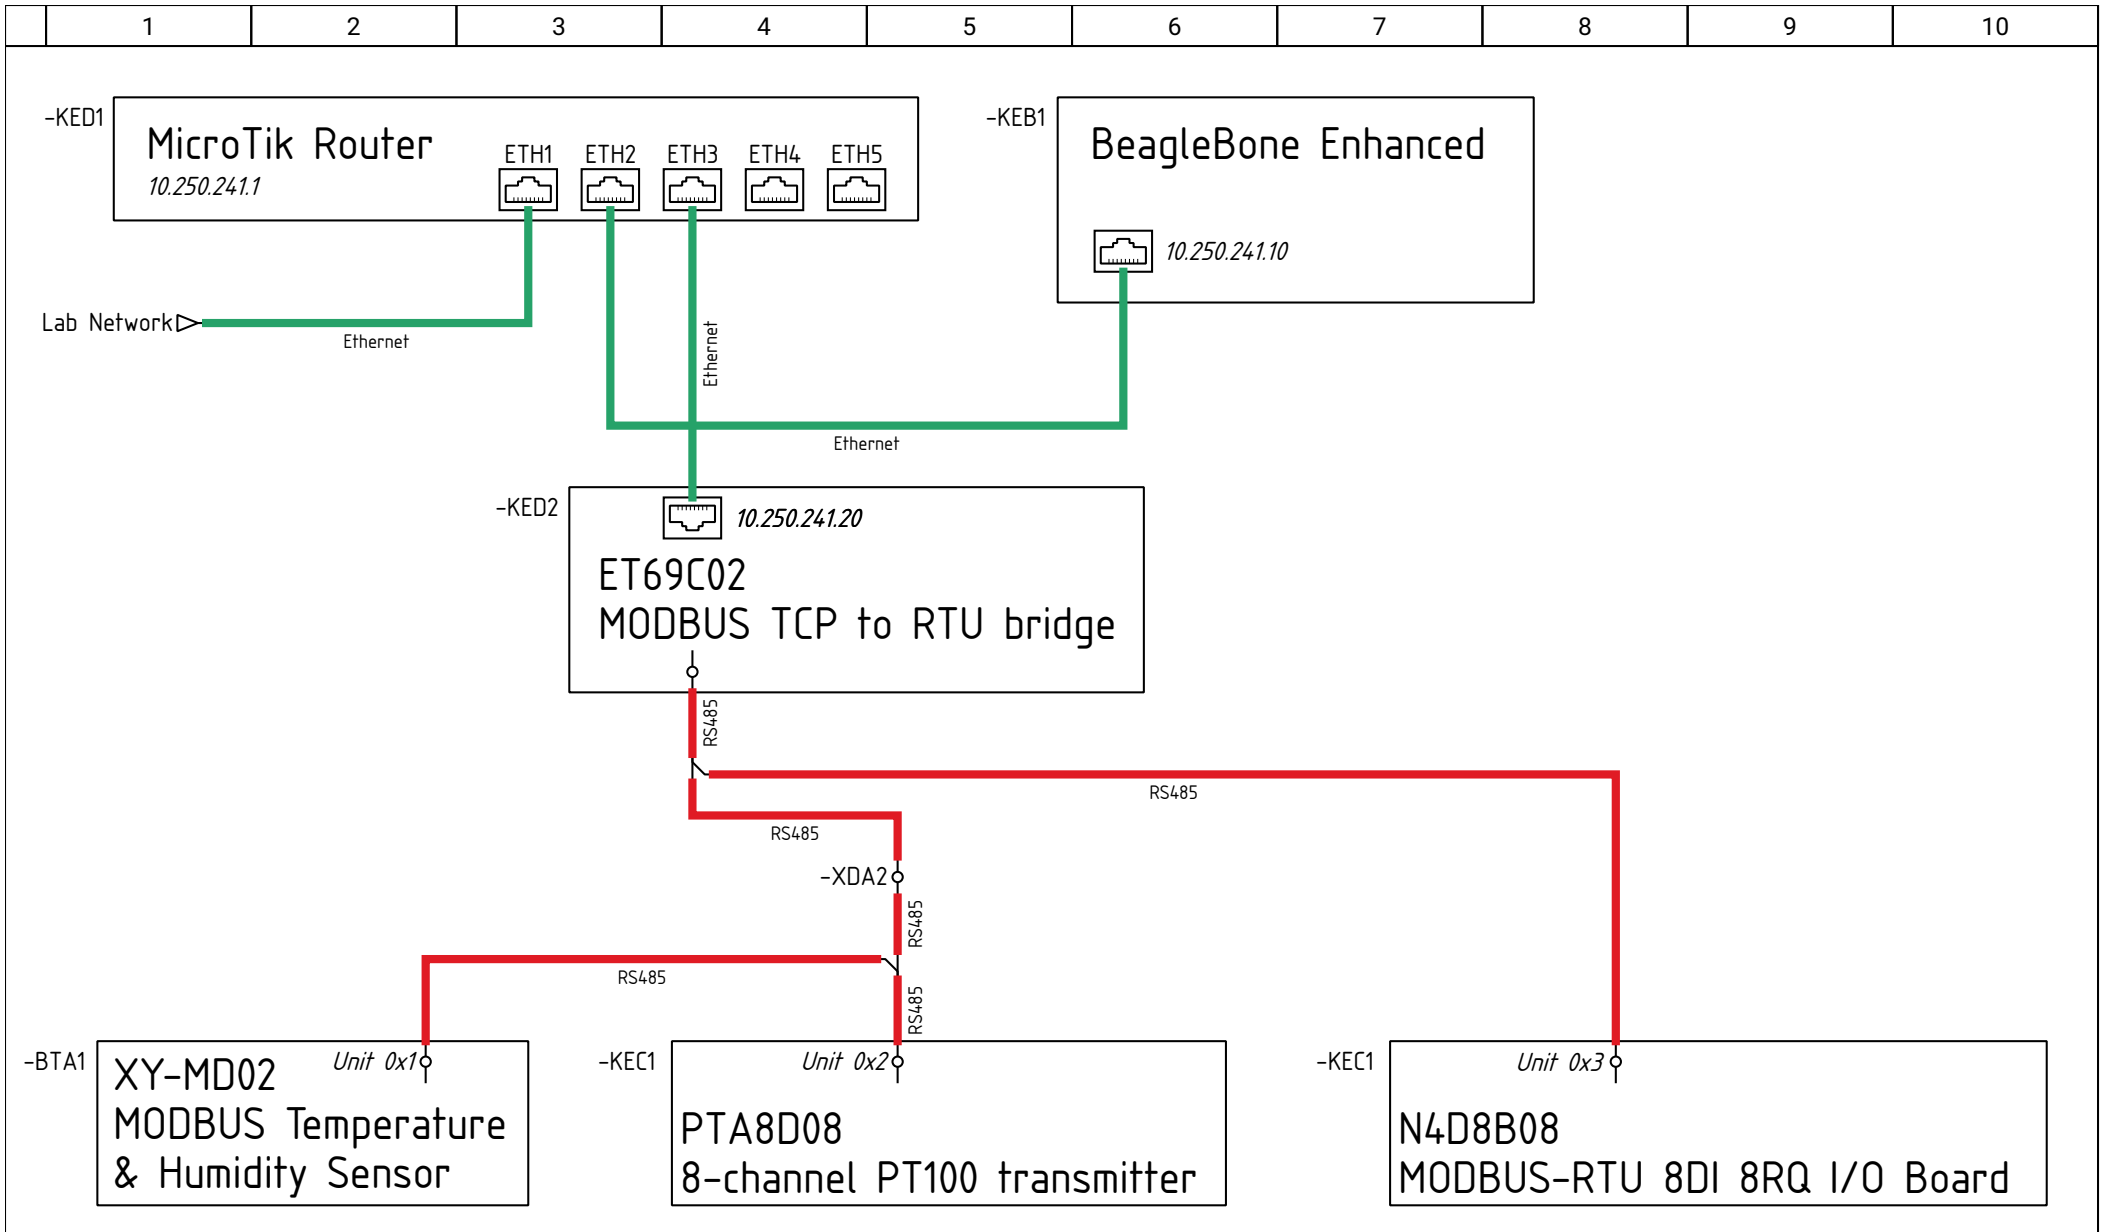 1 2 3 4 5 6 7 8 9 10
-KED1
MicroTik Router
10.250.241.1
ETH1 ETH2 ETH3 ETH4 ETH5
-KEB1
BeagleBone Enhanced
10.250.241.10
Lab Network
Ethernet
Ethernet
Ethernet
-KED2
10.250.241.20
ET69C02
MODBUS TCP to RTU bridge
RS485
RS485
RS485
-XDA2
RS485
RS485
RS485
-BTA1
Unit 0x1
XY-MD02
MODBUS Temperature
& Humidity Sensor
-KEC1
Unit 0x2
PTA8D08
8-channel PT100 transmitter
-KEC1
Unit 0x3
N4D8B08
MODBUS-RTU 8DI 8RQ I/O Board